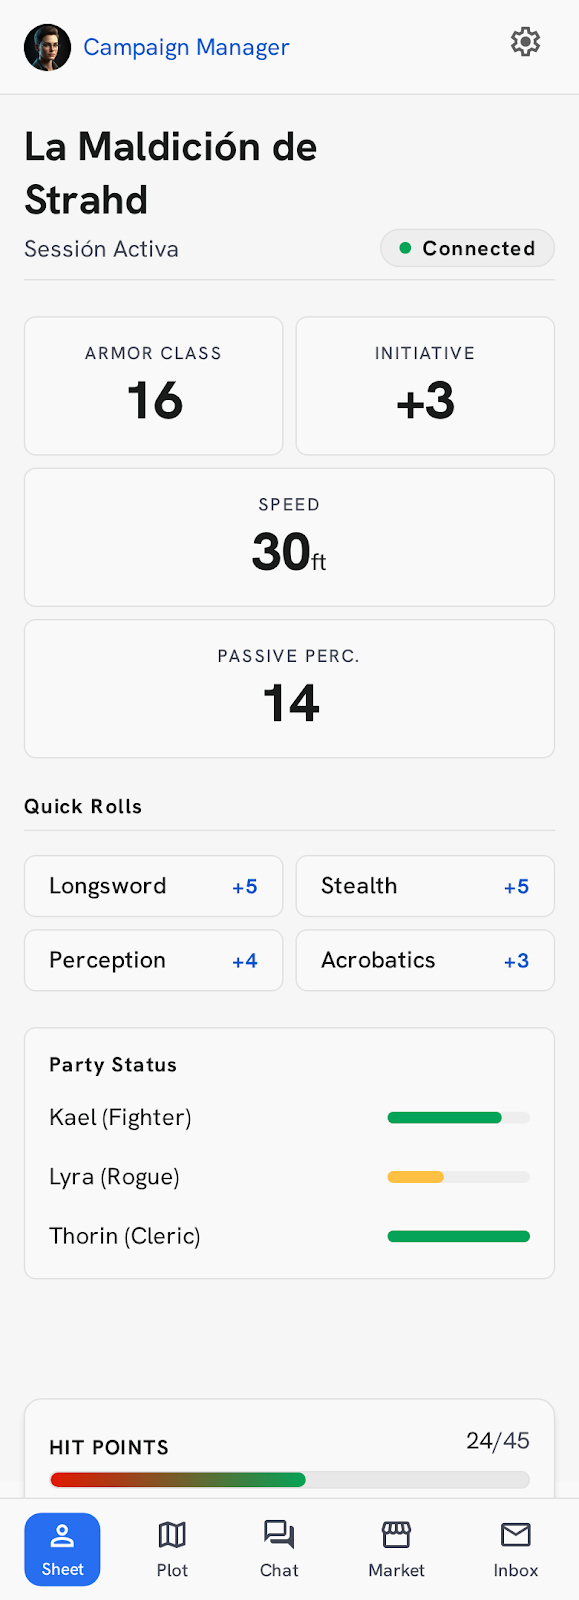 Campaign Manager
La Maldición de
Strahd
Sessión Activa
Connected
ARMOR CLASS
16
INITIATIVE
+3
SPEED
30ft
PASSIVE PERC.
14
Quick Rolls
Longsword +5
Stealth +5
Perception +4
Acrobatics +3
Party Status
Kael (Fighter)
Lyra (Rogue)
Thorin (Cleric)
HIT POINTS
24/45
Sheet
Plot
Chat
Market
Inbox